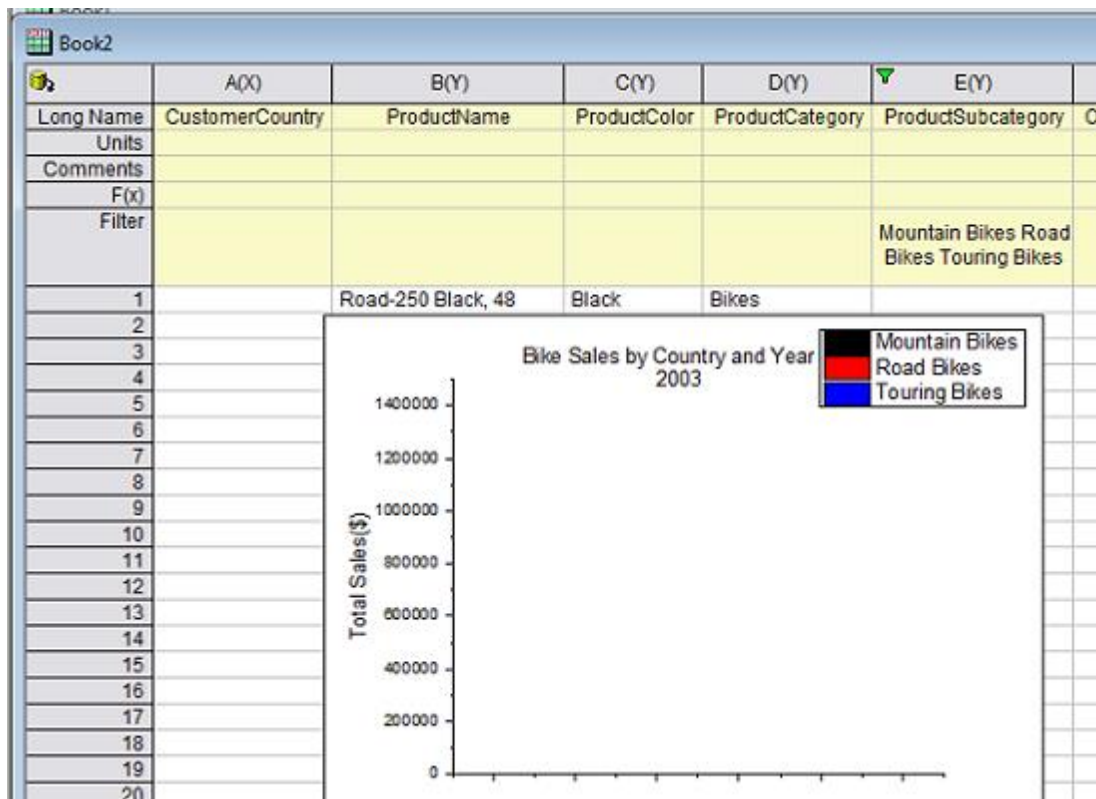 Book2
A(X) B(Y) C(Y) D(Y) E(Y)
Long Name CustomerCountry ProductName ProductColor ProductCategory ProductSubcategory
Units
Comments
F(x)
Filter
Mountain Bikes Road
Bikes Touring Bikes
1 Road-250 Black, 48 Black Bikes
2
3
4
5
6
7
8
9
10
11
12
13
14
15
16
17
18
19
20
Bike Sales by Country and Year
2003
Mountain Bikes
Road Bikes
Touring Bikes
Total Sales($)
1400000
1200000
1000000
800000
600000
400000
200000
0